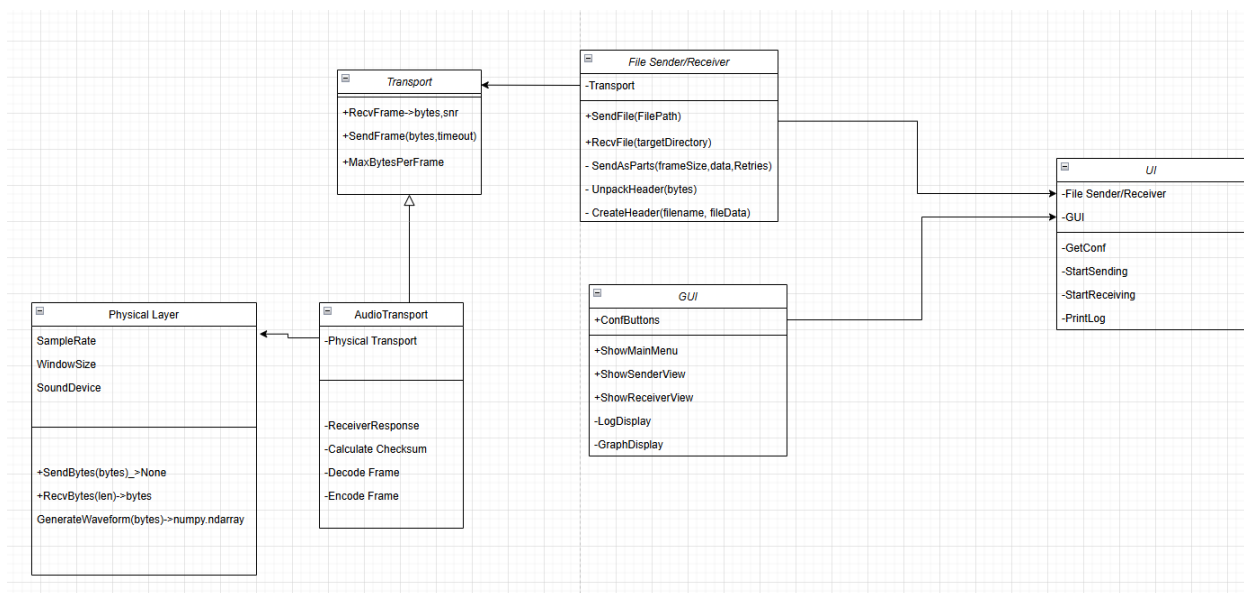 Transport
+RecvFrame->bytes,snr
+SendFrame(bytes,timeout)
+MaxBytesPerFrame
File Sender/Receiver
-Transport
+SendFile(FilePath)
+RecvFile(targetDirectory)
- SendAsParts(frameSize,data,Retries)
- UnpackHeader(bytes)
- CreateHeader(filename, fileData)
UI
-File Sender/Receiver
-GUI
-GetConf
-StartSending
-StartReceiving
-PrintLog
Physical Layer
SampleRate
WindowSize
SoundDevice
+SendBytes(bytes)_>None
+RecvBytes(len)->bytes
GenerateWaveform(bytes)->numpy.ndarray
AudioTransport
-Physical Transport
-ReceiverResponse
-Calculate Checksum
-Decode Frame
-Encode Frame
GUI
+ConfButtons
+ShowMainMenu
+ShowSenderView
+ShowReceiverView
-LogDisplay
-GraphDisplay